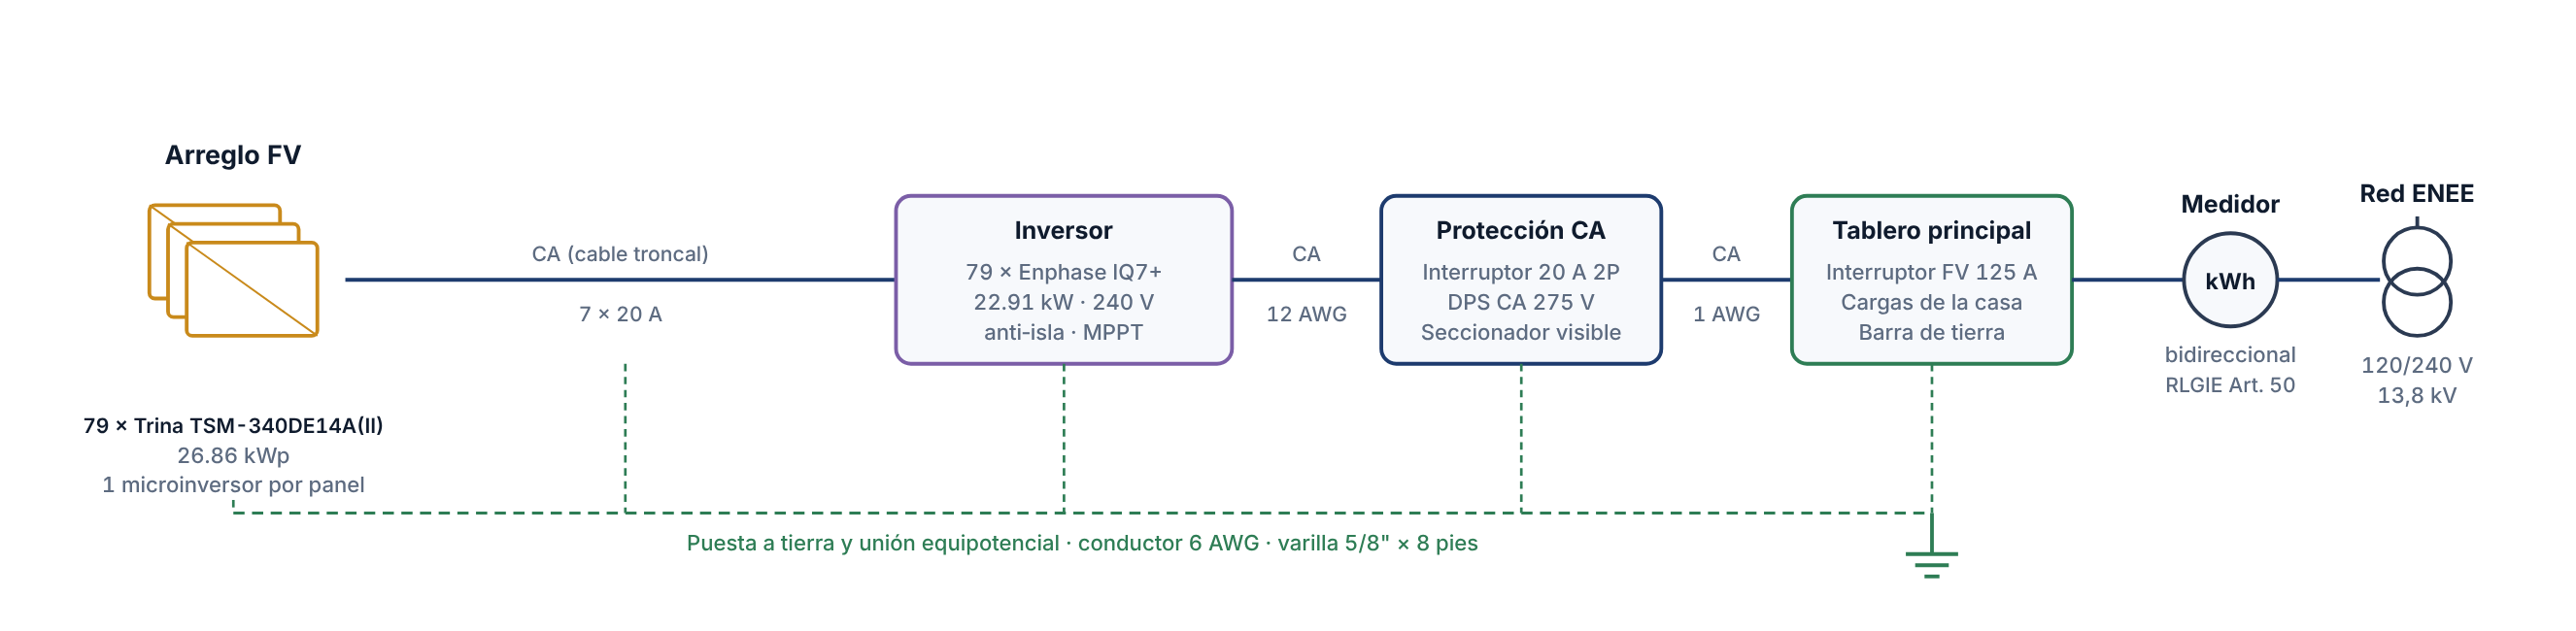 Arreglo FV
79 × Trina TSM-340DE14A(II)
26.86 kWp
1 microinversor por panel
CA (cable troncal)
7 × 20 A
Inversor
79 × Enphase IQ7+
22.91 kW · 240 V
anti-isla · MPPT
CA
12 AWG
Protección CA
Interruptor 20 A 2P
DPS CA 275 V
Seccionador visible
CA
1 AWG
Tablero principal
Interruptor FV 125 A
Cargas de la casa
Barra de tierra
Medidor
kWh
bidireccional
RLGIE Art. 50
Red ENEE
120/240 V
13,8 kV
Puesta a tierra y unión equipotencial · conductor 6 AWG · varilla 5/8" × 8 pies